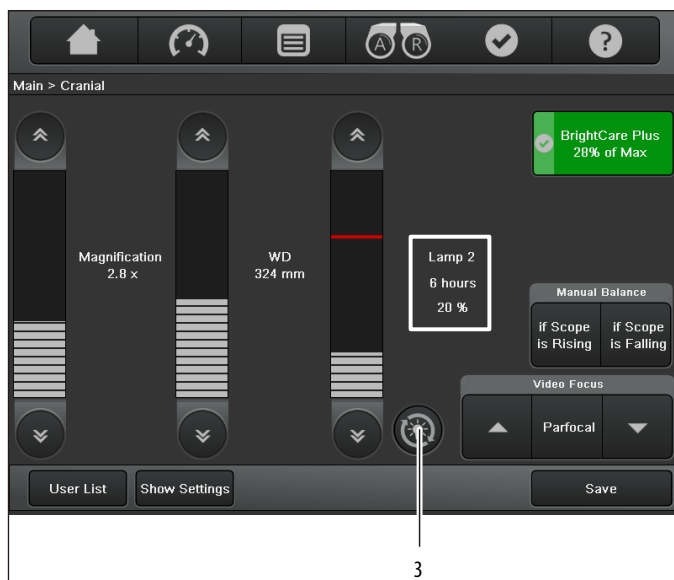 A R ?
Main > Cranial
BrightCare Plus
28% of Max
Magnification
2.8 x
WD
324 mm
Lamp 2
6 hours
20 %
Manual Balance
if Scope if Scope
is Rising is Falling
Video Focus
Parfocal
User List Show Settings Save
3